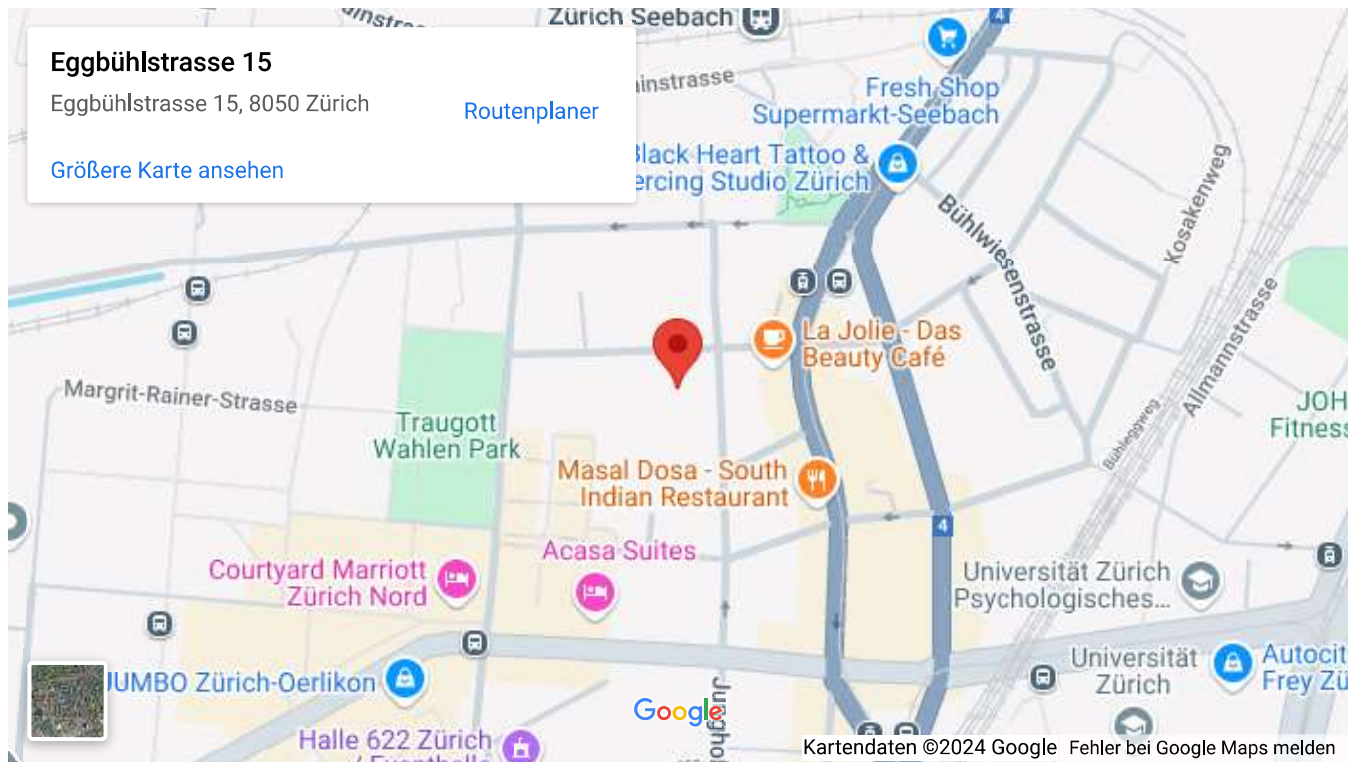 Zürich Seebach
4
Eggbühlstrasse 15
Eggbühlstrasse 15, 8050 Zürich
Routenplaner
Größere Karte ansehen
Fresh Shop
Supermarkt-Seebach
Black Heart Tattoo &
Zürich
Studio
Bühlwiesenstrasse
Kosakenweg
Allmannstrasse
La Jolie - Das
Beauty Café
Margrit-Rainer-Strasse
Traugott
Wahlen Park
JOH
Fitness
Bühleggweg
Masal Dosa - South
Indian Restaurant
4
Acasa Suites
Courtyard Marriott
Zürich Nord
Universität Zürich
Psychologisches...
Universität
Zürich
Autocit
Frey Zü
JUMBO Zürich-Oerlikon
Google
Halle 622 Zürich
Kartendaten ©2024 Google
Fehler bei Google Maps melden